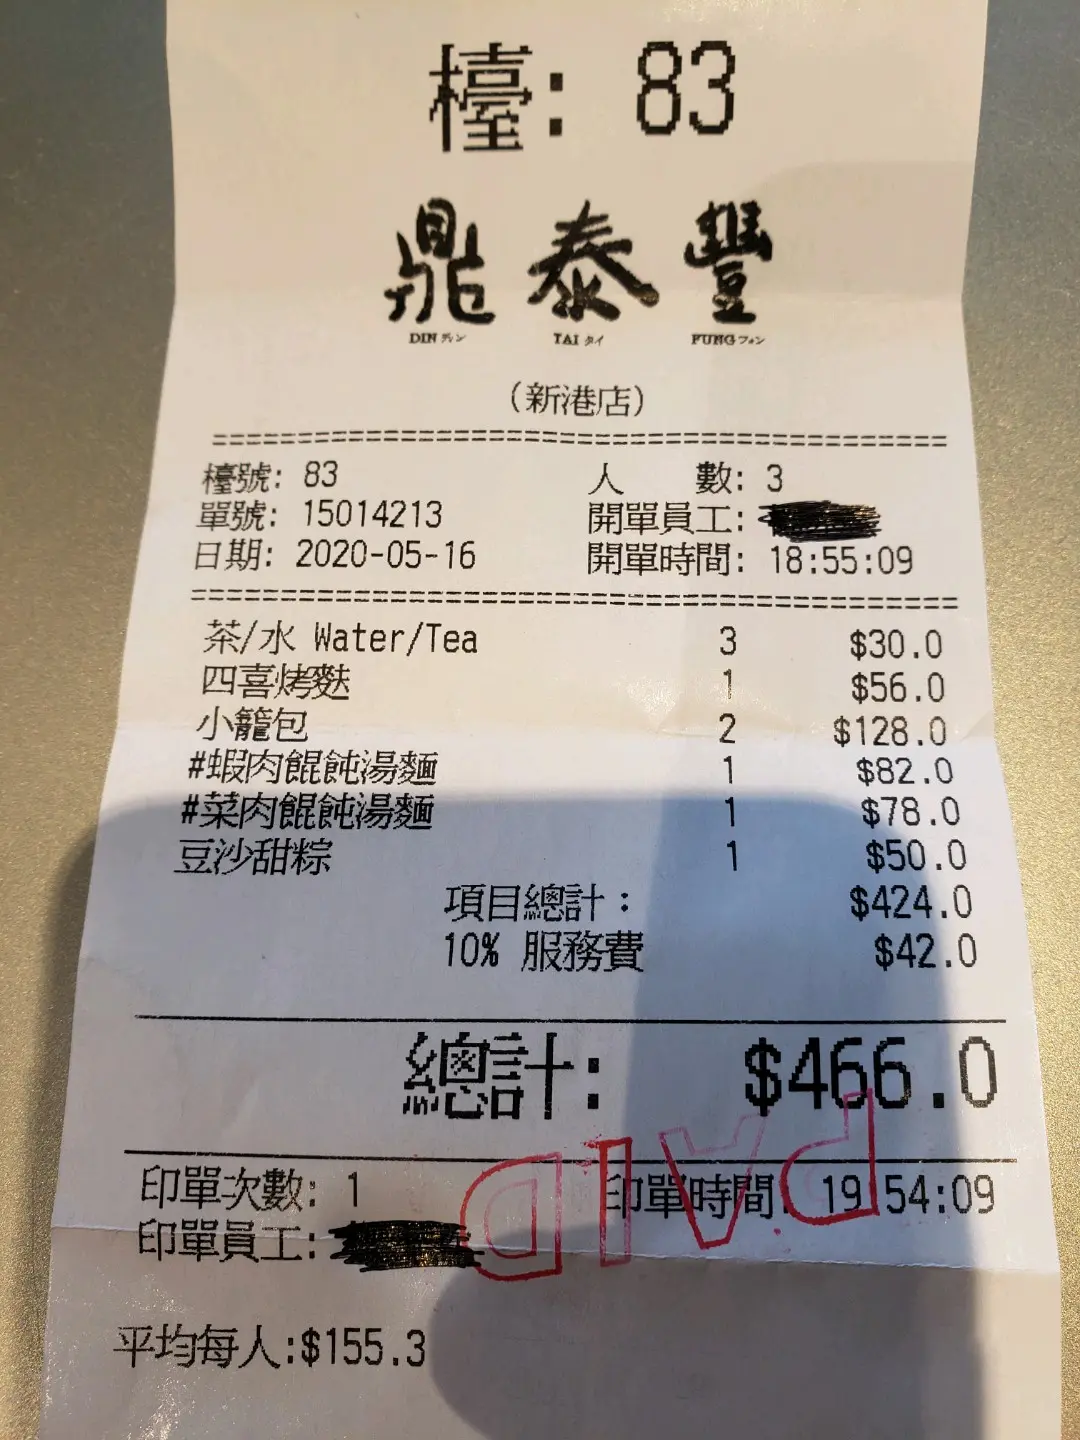 檯: 83
鼎泰豐
DIN ディン TAI タイ FUNG フォン
(新港店)
檯號: 83 人 數: 3
單號: 15014213 開單員工:
日期: 2020-05-16 開單時間: 18:55:09
茶/水 Water/Tea 3 $30.0
四喜烤麩 1 $56.0
小籠包 2 $128.0
#蝦肉餛飩湯麵 1 $82.0
#菜肉餛飩湯麵 1 $78.0
豆沙甜粽 1 $50.0
項目總計: $424.0
10% 服務費 $42.0
總計: $466.0
PAID
印單次數: 1 印單時間: 19:54:09
印單員工:
平均每人:$155.3